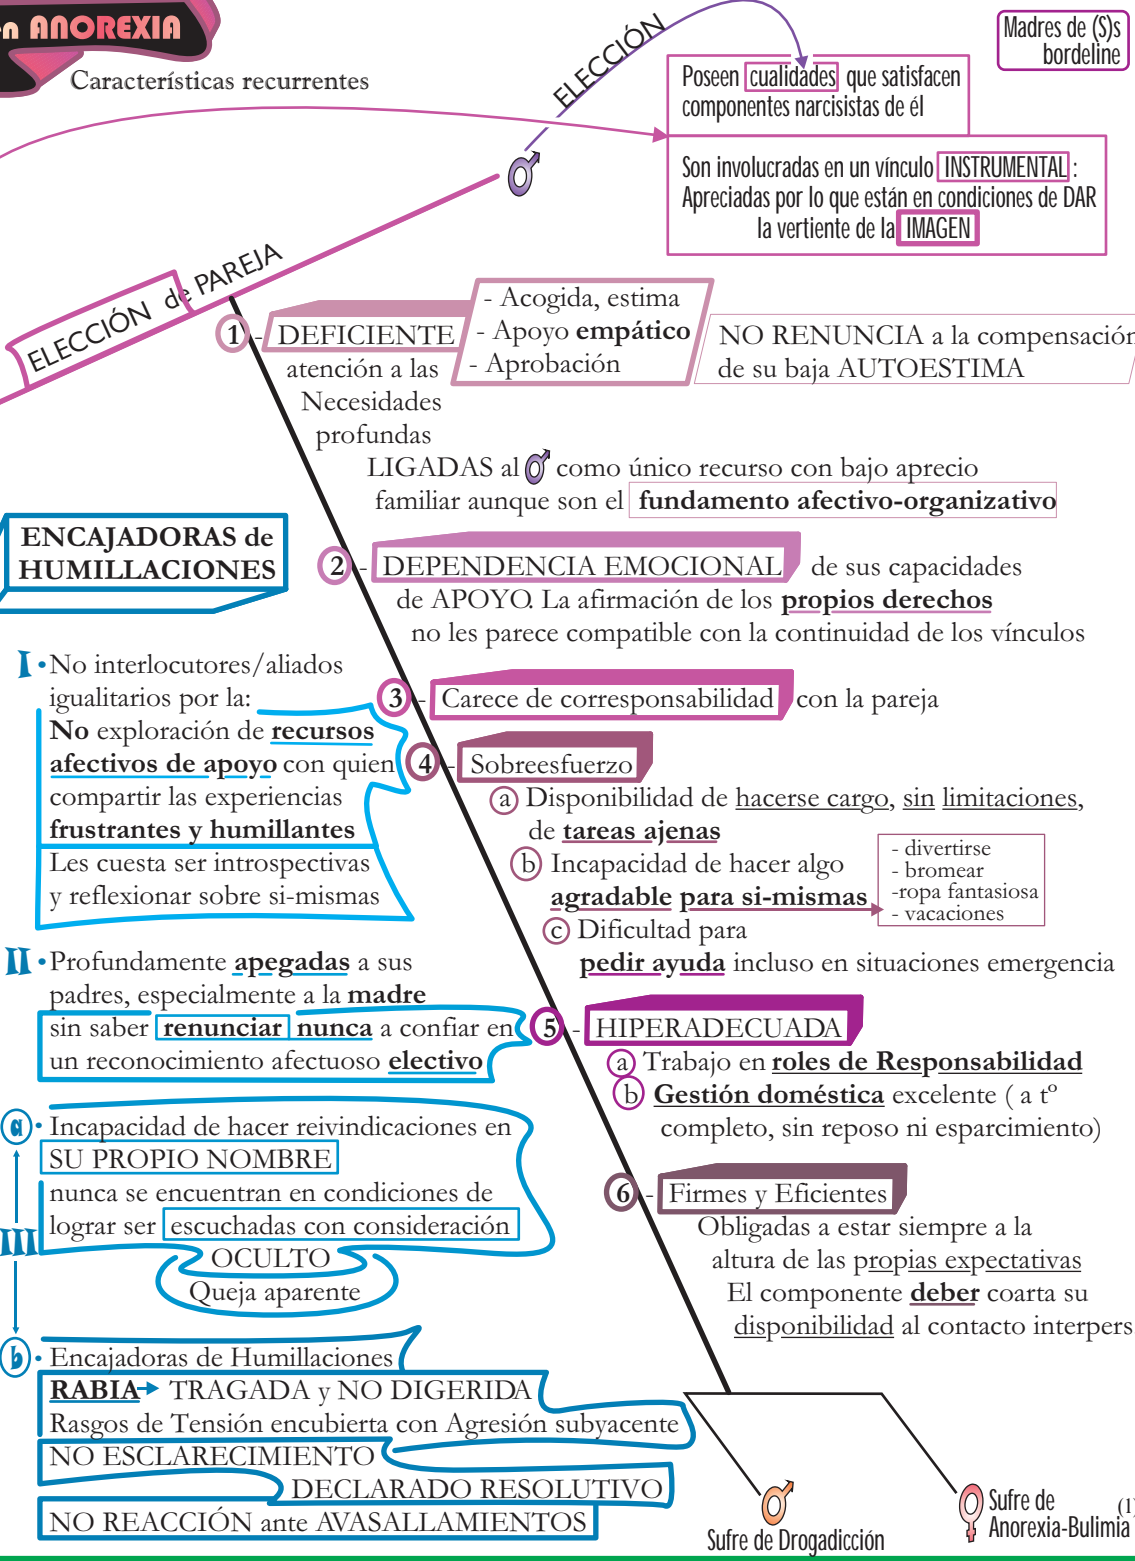 n ANOREXIA
Características recurrentes
ELECCIÓN
Madres de (S)s
bordeline
Poseen cualidades que satisfacen
componentes narcisistas de él
Son involucradas en un vínculo INSTRUMENTAL :
Apreciadas por lo que están en condiciones de DAR
la vertiente de la IMAGEN
ELECCIÓN de PAREJA
1 - DEFICIENTE
atención a las
Necesidades
profundas
- Acogida, estima
- Apoyo empático
- Aprobación
NO RENUNCIA a la compensación
de su baja AUTOESTIMA
LIGADAS al ♂ como único recurso con bajo aprecio
familiar aunque son el fundamento afectivo-organizativo
ENCAJADORAS de
HUMILLACIONES
2 - DEPENDENCIA EMOCIONAL de sus capacidades
de APOYO. La afirmación de los propios derechos
no les parece compatible con la continuidad de los vínculos
3 - Carece de corresponsabilidad con la pareja
4 - Sobreesfuerzo
a Disponibilidad de hacerse cargo, sin limitaciones,
de tareas ajenas
b Incapacidad de hacer algo
agradable para si-mismas
- divertirse
- bromear
-ropa fantasiosa
- vacaciones
c Dificultad para
pedir ayuda incluso en situaciones emergencia
5 - HIPERADECUADA
a Trabajo en roles de Responsabilidad
b Gestión doméstica excelente ( a tº
completo, sin reposo ni esparcimiento)
6 - Firmes y Eficientes
Obligadas a estar siempre a la
altura de las propias expectativas
El componente deber coarta su
disponibilidad al contacto interpers
I • No interlocutores/aliados
igualitarios por la:
No exploración de recursos
afectivos de apoyo con quien
compartir las experiencias
frustrantes y humillantes
Les cuesta ser introspectivas
y reflexionar sobre si-mismas
II • Profundamente apegadas a sus
padres, especialmente a la madre
sin saber renunciar nunca a confiar en
un reconocimiento afectuoso electivo
III
a • Incapacidad de hacer reivindicaciones en
SU PROPIO NOMBRE
nunca se encuentran en condiciones de
lograr ser escuchadas con consideración
OCULTO
Queja aparente
b • Encajadoras de Humillaciones
RABIA → TRAGADA y NO DIGERIDA
Rasgos de Tensión encubierta con Agresión subyacente
NO ESCLARECIMIENTO
DECLARADO RESOLUTIVO
NO REACCIÓN ante AVASALLAMIENTOS
Sufre de Drogadicción
Sufre de
Anorexia-Bulimia (1)